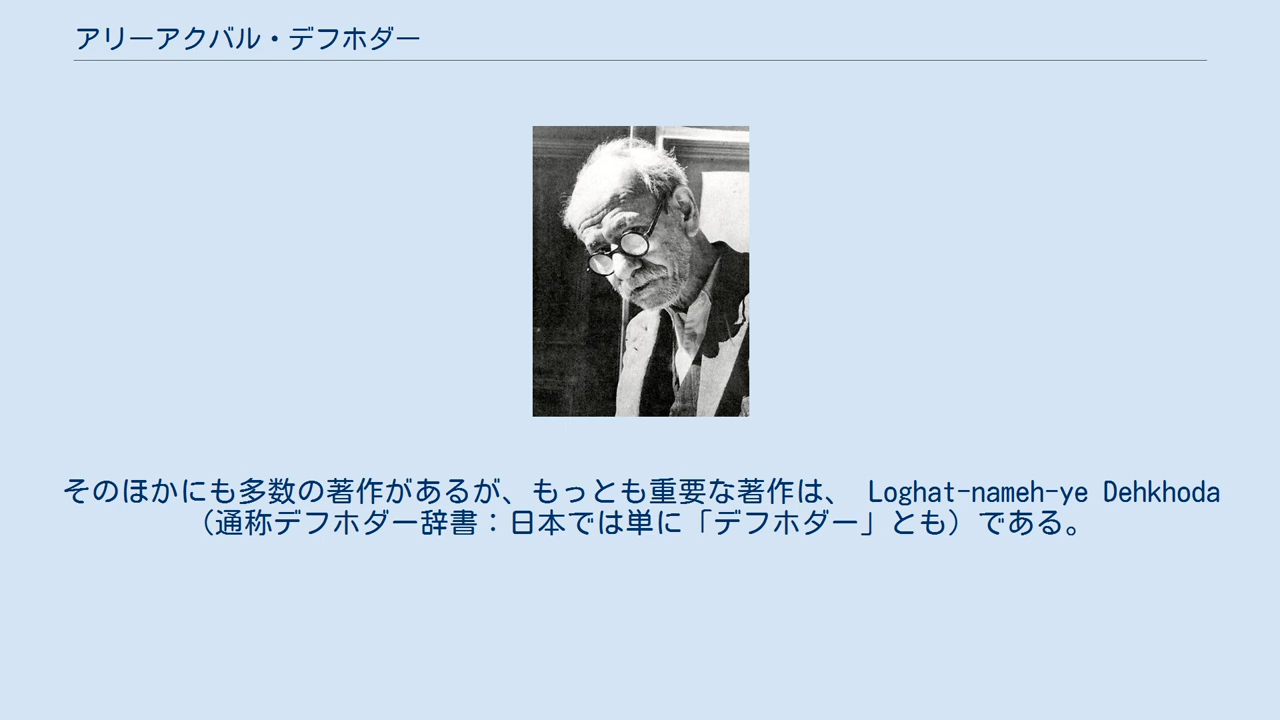 アリーアクバル・デフホダー
そのほかにも多数の著作があるが、もっとも重要な著作は、 Loghat-nameh-ye Dehkhoda
（通称デフホダー辞書：日本では単に「デフホダー」とも）である。